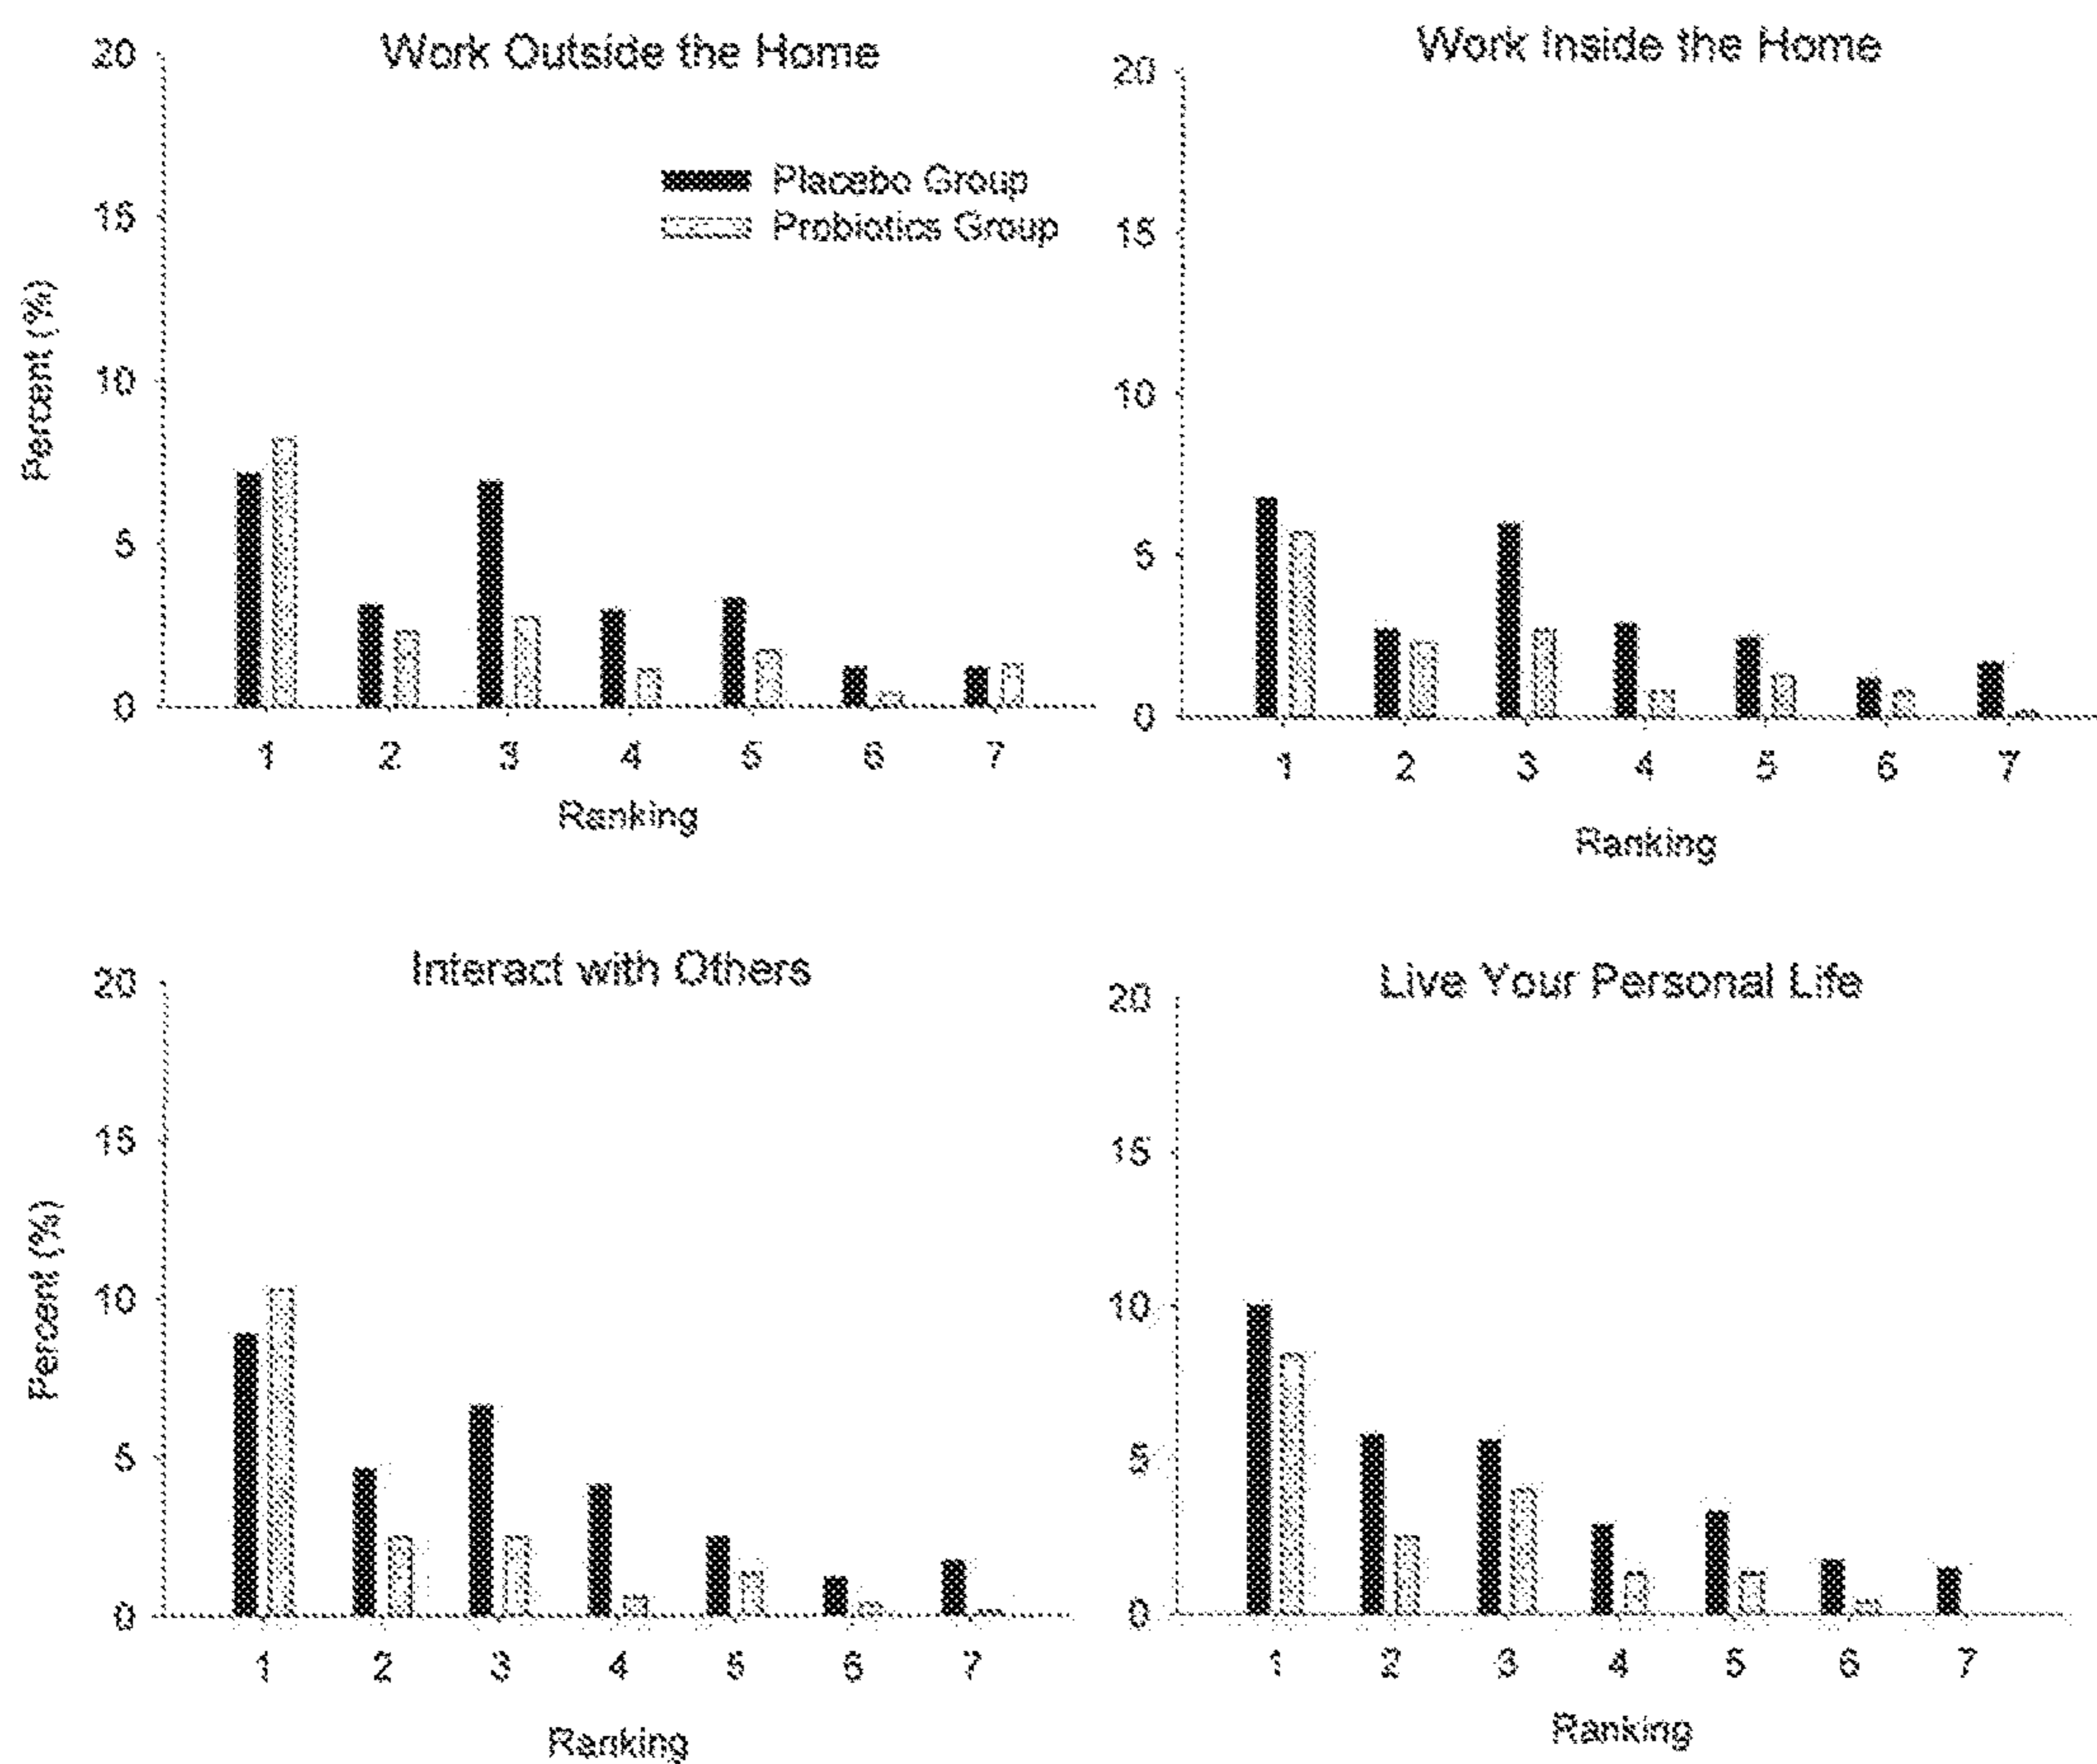 Work Outside the Home
20
15
10
5
0
Percent (%)
Placabo Group
Probiotics Group
1 2 3 4 5 6 7
Ranking
Work Inside the Home
20
15
10
5
0
1 2 3 4 5 6 7
Ranking
Interact with Others
20
15
10
5
0
Percent (%)
1 2 3 4 5 6 7
Ranking
Live Your Personal Life
20
15
10
5
0
1 2 3 4 5 6 7
Ranking